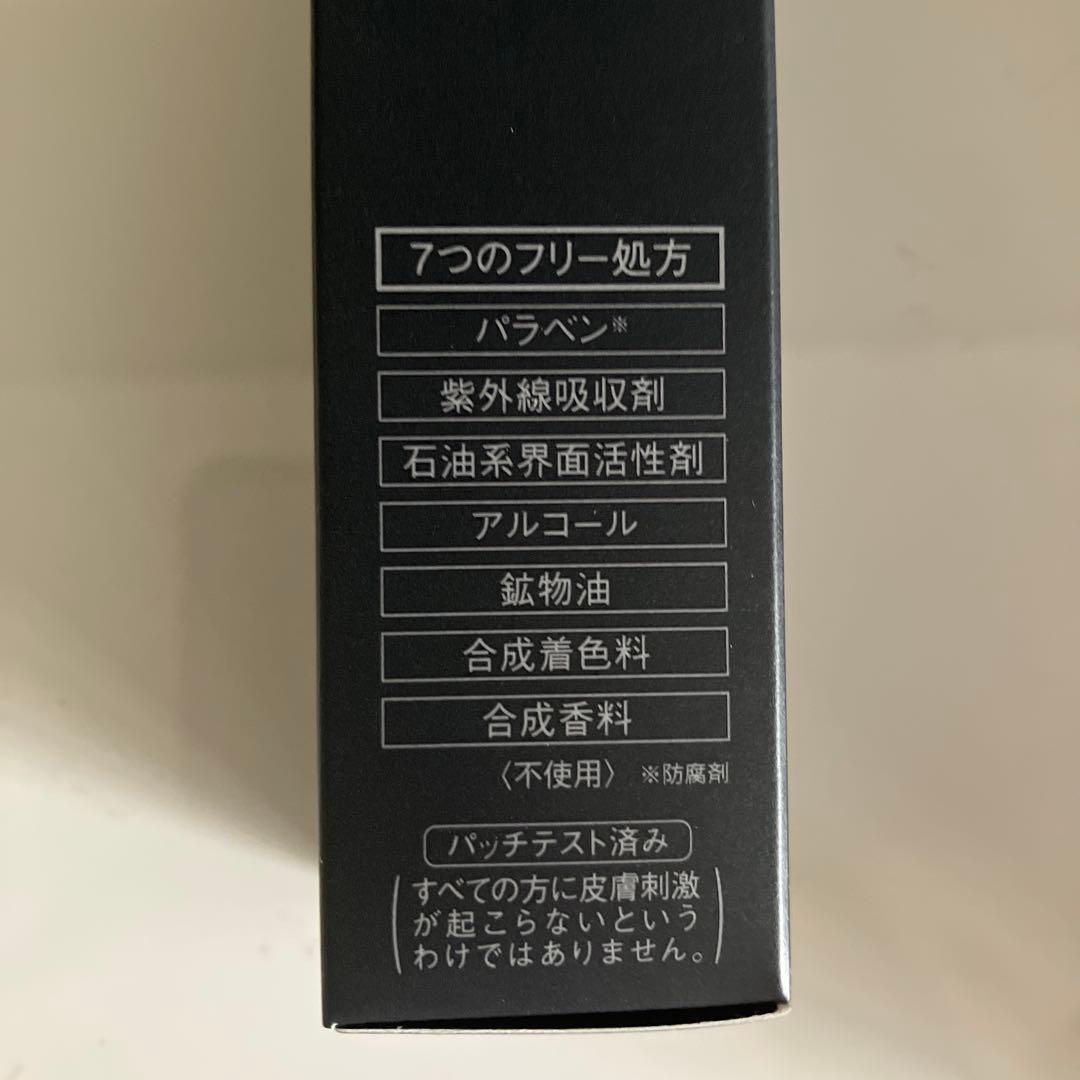 7つのフリー処方
パラベン※
紫外線吸収剤
石油系界面活性剤
アルコール
鉱物油
合成着色料
合成香料
〈不使用〉 ※防腐剤
パッチテスト済み
(すべての方に皮膚刺激
が起こらないという
わけではありません。)